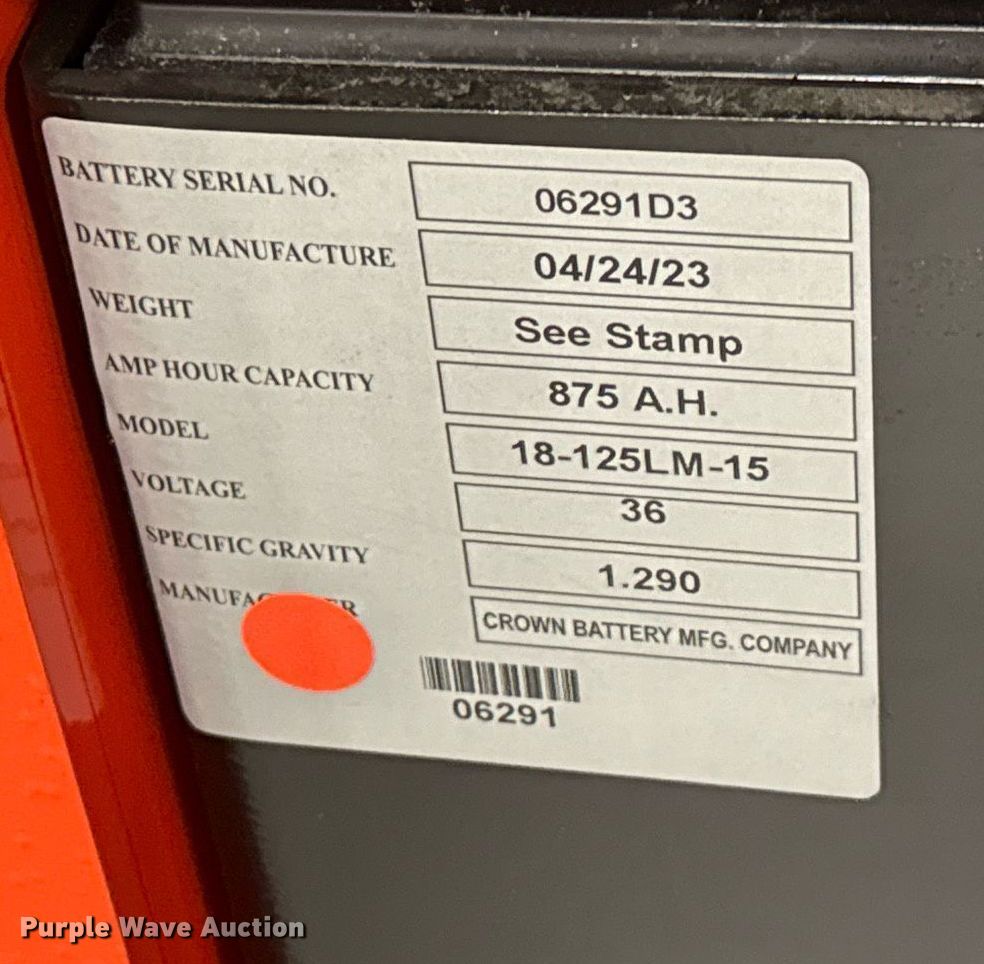 BATTERY SERIAL NO. 06291D3
DATE OF MANUFACTURE 04/24/23
WEIGHT See Stamp
AMP HOUR CAPACITY 875 A.H.
MODEL 18-125LM-15
VOLTAGE 36
SPECIFIC GRAVITY 1.290
CROWN BATTERY MFG. COMPANY
06291
Purple Wave Auction